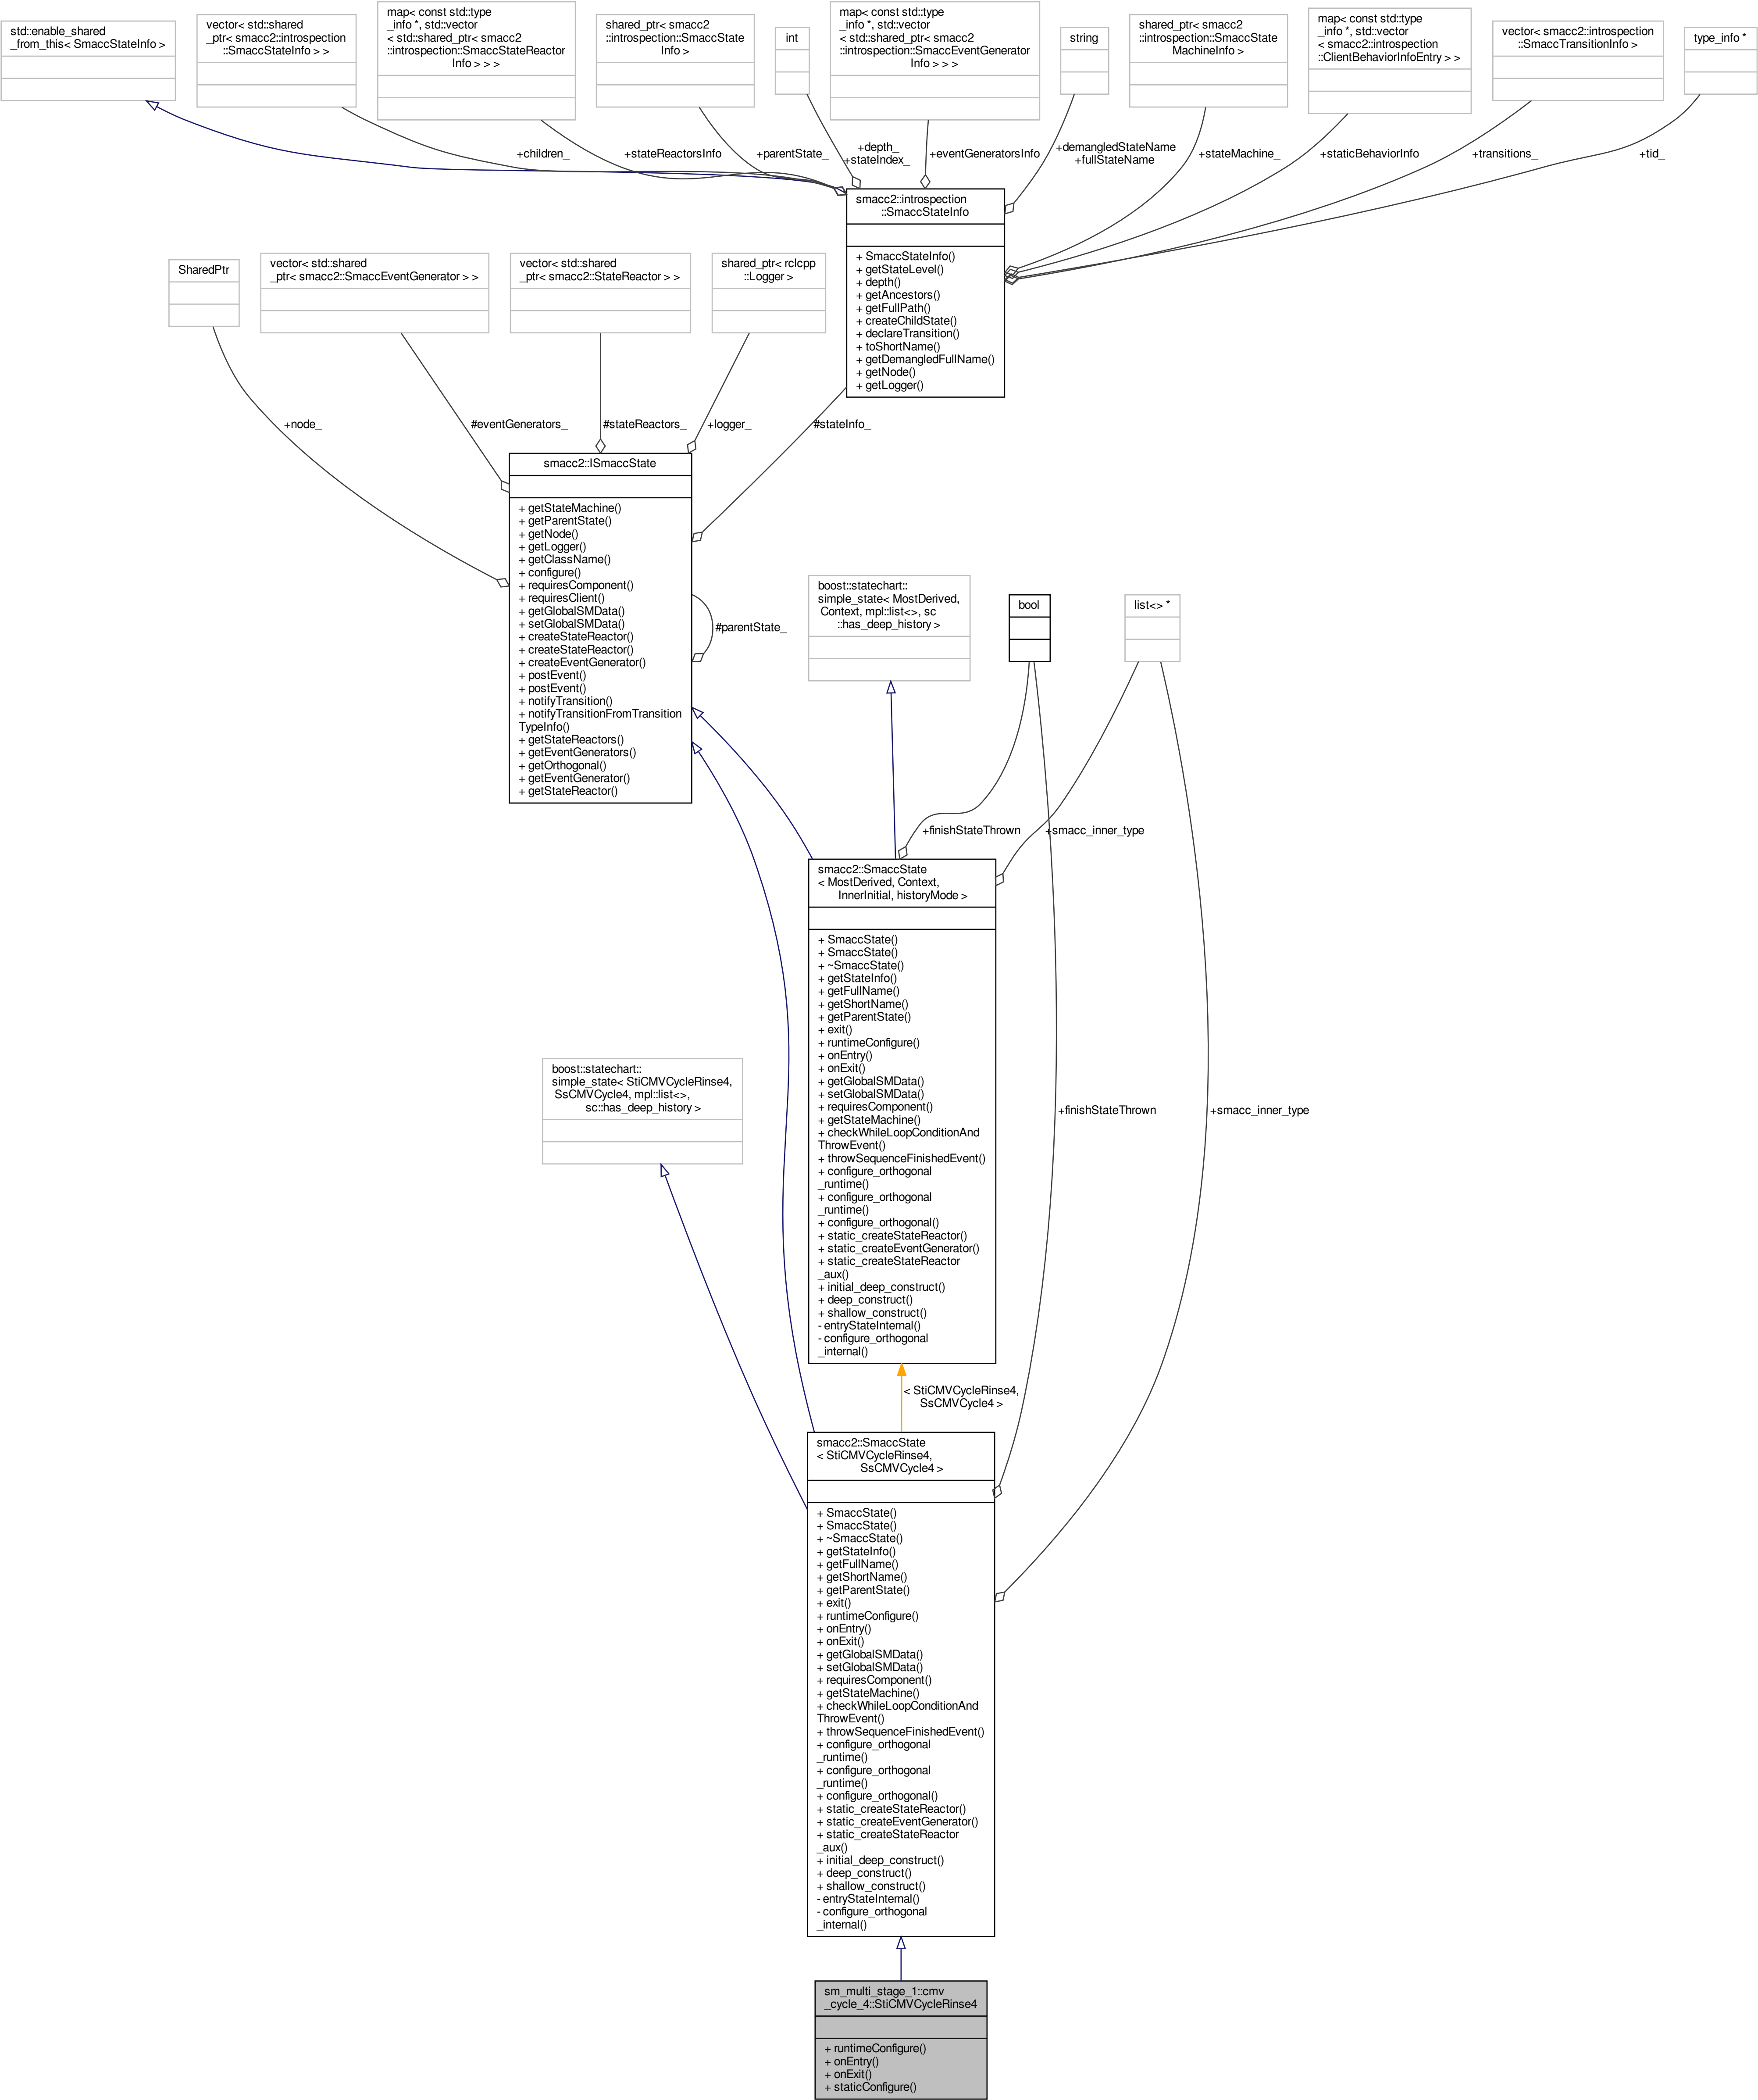 std::enable_shared
_from_this< SmaccStateInfo >
vector< std::shared
_ptr< smacc2::introspection
::SmaccStateInfo > >
map< const std::type
_info *, std::vector
< std::shared_ptr< smacc2
::introspection::SmaccStateReactor
Info > > >
shared_ptr< smacc2
::introspection::SmaccState
Info >
int
map< const std::type
_info *, std::vector
< std::shared_ptr< smacc2
::introspection::SmaccEventGenerator
Info > > >
string
shared_ptr< smacc2
::introspection::SmaccState
MachineInfo >
map< const std::type
_info *, std::vector
< smacc2::introspection
::ClientBehaviorInfoEntry > >
vector< smacc2::introspection
::SmaccTransitionInfo >
type_info *
+children_
+stateReactorsInfo
+parentState_
+depth_
+stateIndex_
+eventGeneratorsInfo
+demangledStateName
+fullStateName
+stateMachine_
+staticBehaviorInfo
+transitions_
+tid_
smacc2::introspection
::SmaccStateInfo
+ SmaccStateInfo()
+ getStateLevel()
+ depth()
+ getAncestors()
+ getFullPath()
+ createChildState()
+ declareTransition()
+ toShortName()
+ getDemangledFullName()
+ getNode()
+ getLogger()
SharedPtr
vector< std::shared
_ptr< smacc2::SmaccEventGenerator > >
vector< std::shared
_ptr< smacc2::StateReactor > >
shared_ptr< rclcpp
::Logger >
+node_
#eventGenerators_
#stateReactors_
+logger_
#stateInfo_
smacc2::ISmaccState
+ getStateMachine()
+ getParentState()
+ getNode()
+ getLogger()
+ getClassName()
+ configure()
+ requiresComponent()
+ requiresClient()
+ getGlobalSMData()
+ setGlobalSMData()
+ createStateReactor()
+ createStateReactor()
+ createEventGenerator()
+ postEvent()
+ postEvent()
+ notifyTransition()
+ notifyTransitionFromTransition
TypeInfo()
+ getStateReactors()
+ getEventGenerators()
+ getOrthogonal()
+ getEventGenerator()
+ getStateReactor()
#parentState_
boost::statechart::
simple_state< MostDerived,
Context, mpl::list<>, sc
::has_deep_history >
bool
list<> *
+finishStateThrown
+smacc_inner_type
smacc2::SmaccState
< MostDerived, Context,
InnerInitial, historyMode >
+ SmaccState()
+ SmaccState()
+ ~SmaccState()
+ getStateInfo()
+ getFullName()
+ getShortName()
+ getParentState()
+ exit()
+ runtimeConfigure()
+ onEntry()
+ onExit()
+ getGlobalSMData()
+ setGlobalSMData()
+ requiresComponent()
+ getStateMachine()
+ checkWhileLoopConditionAnd
ThrowEvent()
+ throwSequenceFinishedEvent()
+ configure_orthogonal
_runtime()
+ configure_orthogonal
_runtime()
+ configure_orthogonal()
+ static_createStateReactor()
+ static_createEventGenerator()
+ static_createStateReactor
_aux()
+ initial_deep_construct()
+ deep_construct()
+ shallow_construct()
- entryStateInternal()
- configure_orthogonal
_internal()
boost::statechart::
simple_state< StiCMVCycleRinse4,
SsCMVCycle4, mpl::list<>,
sc::has_deep_history >
+finishStateThrown
+smacc_inner_type
< StiCMVCycleRinse4,
SsCMVCycle4 >
smacc2::SmaccState
< StiCMVCycleRinse4,
SsCMVCycle4 >
+ SmaccState()
+ SmaccState()
+ ~SmaccState()
+ getStateInfo()
+ getFullName()
+ getShortName()
+ getParentState()
+ exit()
+ runtimeConfigure()
+ onEntry()
+ onExit()
+ getGlobalSMData()
+ setGlobalSMData()
+ requiresComponent()
+ getStateMachine()
+ checkWhileLoopConditionAnd
ThrowEvent()
+ throwSequenceFinishedEvent()
+ configure_orthogonal
_runtime()
+ configure_orthogonal
_runtime()
+ configure_orthogonal()
+ static_createStateReactor()
+ static_createEventGenerator()
+ static_createStateReactor
_aux()
+ initial_deep_construct()
+ deep_construct()
+ shallow_construct()
- entryStateInternal()
- configure_orthogonal
_internal()
sm_multi_stage_1::cmv
_cycle_4::StiCMVCycleRinse4
+ runtimeConfigure()
+ onEntry()
+ onExit()
+ staticConfigure()